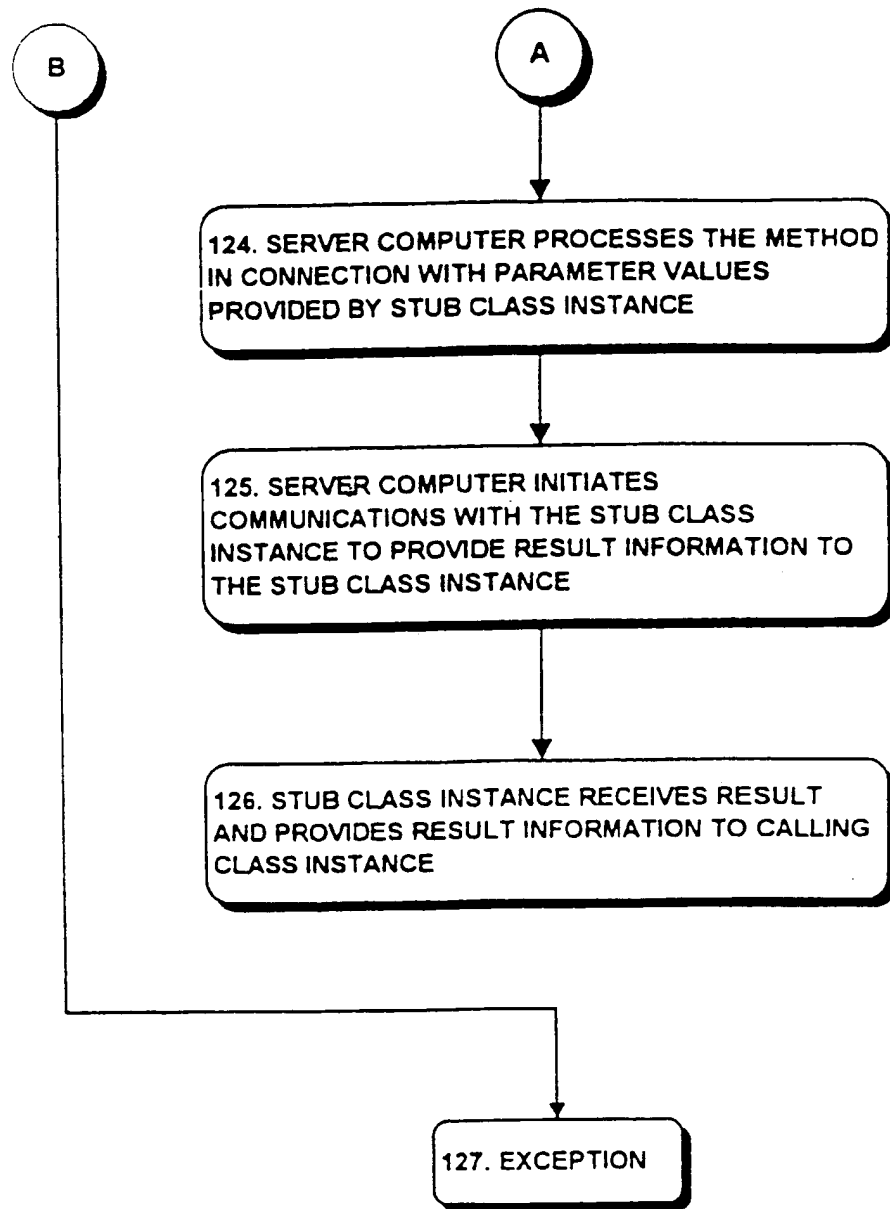 B
A
124. SERVER COMPUTER PROCESSES THE METHOD
IN CONNECTION WITH PARAMETER VALUES
PROVIDED BY STUB CLASS INSTANCE
125. SERVER COMPUTER INITIATES
COMMUNICATIONS WITH THE STUB CLASS
INSTANCE TO PROVIDE RESULT INFORMATION TO
THE STUB CLASS INSTANCE
126. STUB CLASS INSTANCE RECEIVES RESULT
AND PROVIDES RESULT INFORMATION TO CALLING
CLASS INSTANCE
127. EXCEPTION